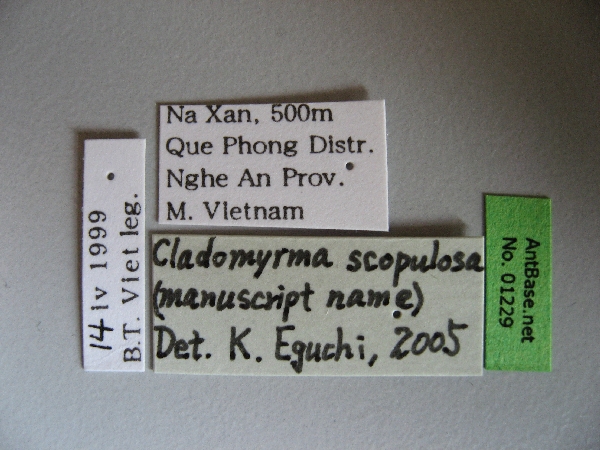 Na Xan, 500m
Que Phong Distr.
Nghe An Prov.
M. Vietnam
14 iv 1999
B.T. Viet leg.
Cladomyrma scopulosa
(manuscript name)
Det. K. Eguchi, 2005
AntBase.net
No. 01229